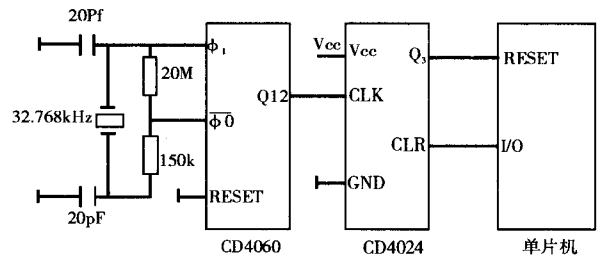 20Pf
ϕ₁
20M
32.768kHz
Q12
ϕ0
150k
RESET
20pF
CD4060
Vcc
Vcc
Q₃
CLK
CLR
GND
CD4024
RESET
I/O
单片机